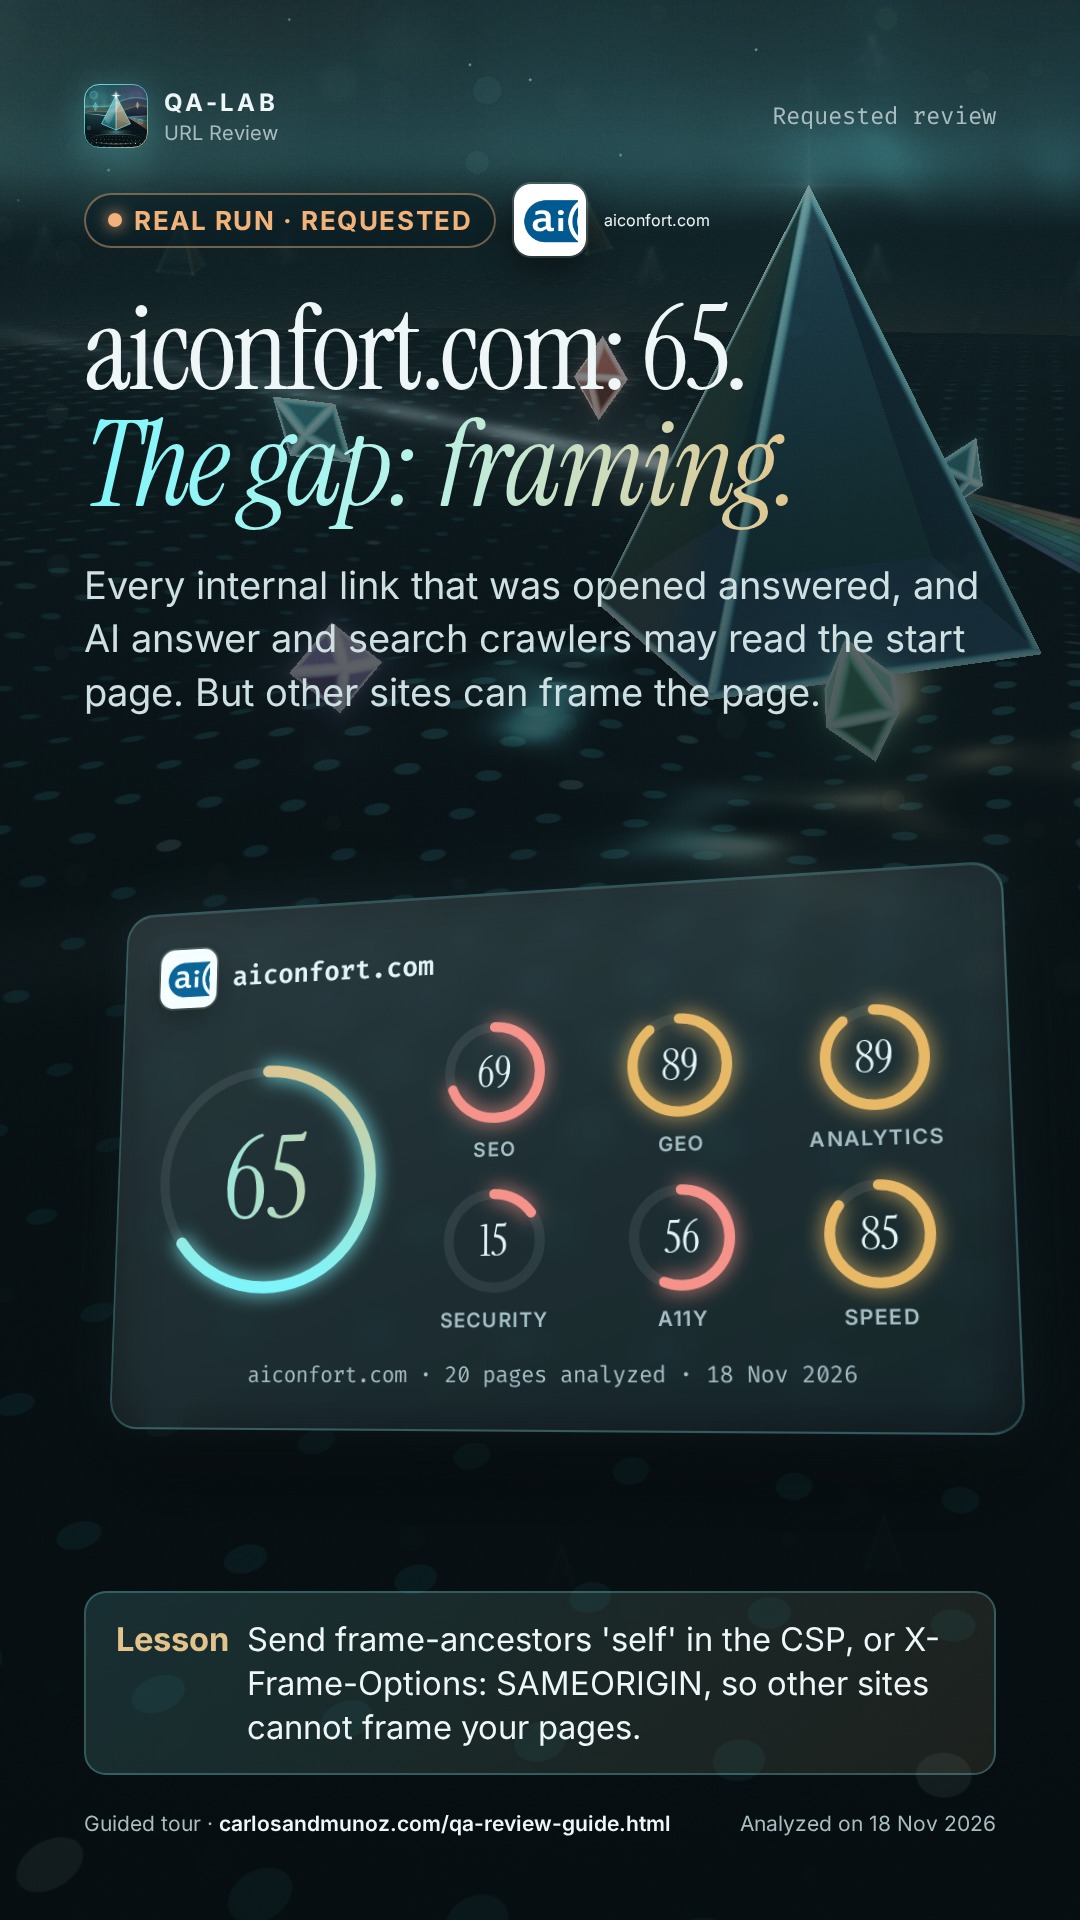 QA-LAB
URL Review
Requested review
REAL RUN · REQUESTED
ai
aiconfort.com
aiconfort.com: 65.
The gap: framing.
Every internal link that was opened answered, and
AI answer and search crawlers may read the start
page. But other sites can frame the page.
ai
aiconfort.com
65
69
SEO
89
GEO
89
ANALYTICS
15
SECURITY
56
A11Y
85
SPEED
aiconfort.com · 20 pages analyzed · 18 Nov 2026
Lesson Send frame-ancestors 'self' in the CSP, or X-
Frame-Options: SAMEORIGIN, so other sites
cannot frame your pages.
Guided tour · carlosandmunoz.com/qa-review-guide.html
Analyzed on 18 Nov 2026